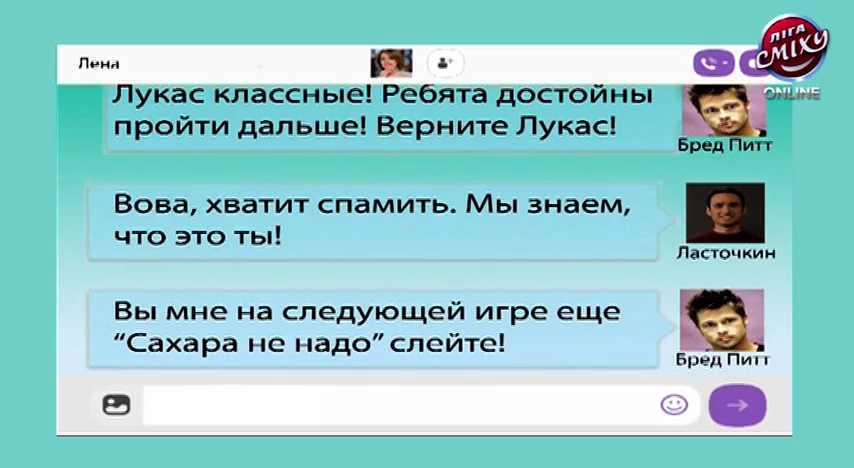 ЛІГА
СМІХУ
ONLINE
Лена
Лукас классные! Ребята достойны
пройти дальше! Верните Лукас!
Бред Питт
Вова, хватит спамить. Мы знаем,
что это ты!
Ласточкин
Вы мне на следующей игре еще
“Сахара не надо” слейте!
Бред Питт